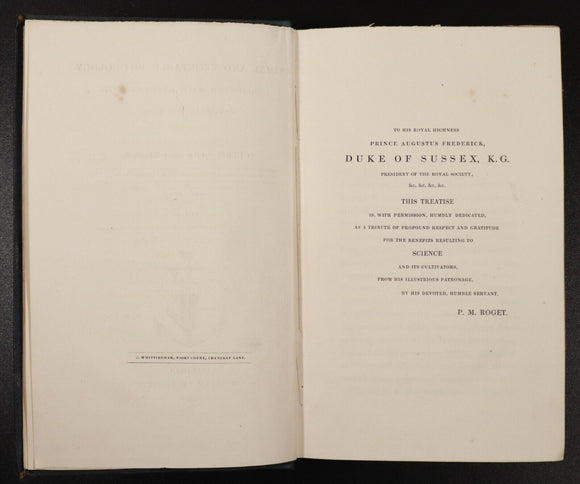 C. WHITTINGHAM, TOOKS COURT, CHANCERY LANE.
TO HIS ROYAL HIGHNESS
PRINCE AUGUSTUS FREDERICK,
DUKE OF SUSSEX, K.G.
PRESIDENT OF THE ROYAL SOCIETY,
&c. &c. &c. &c.
THIS TREATISE
IS, WITH PERMISSION, HUMBLY DEDICATED,
AS A TRIBUTE OF PROFOUND RESPECT AND GRATITUDE
FOR THE BENEFITS RESULTING TO
SCIENCE
AND ITS CULTIVATORS,
FROM HIS ILLUSTRIOUS PATRONAGE,
BY HIS DEVOTED, HUMBLE SERVANT,
P. M. ROGET.